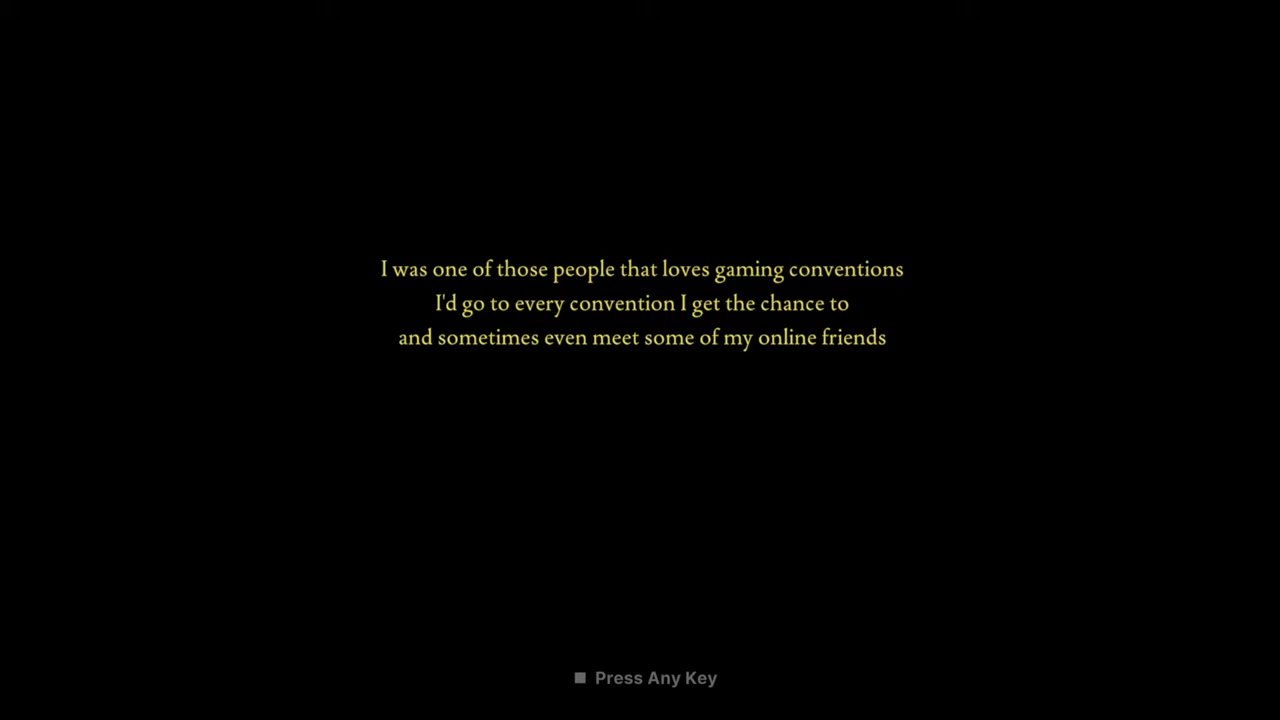 I was one of those people that loves gaming conventions
I'd go to every convention I get the chance to
and sometimes even meet some of my online friends
Press Any Key